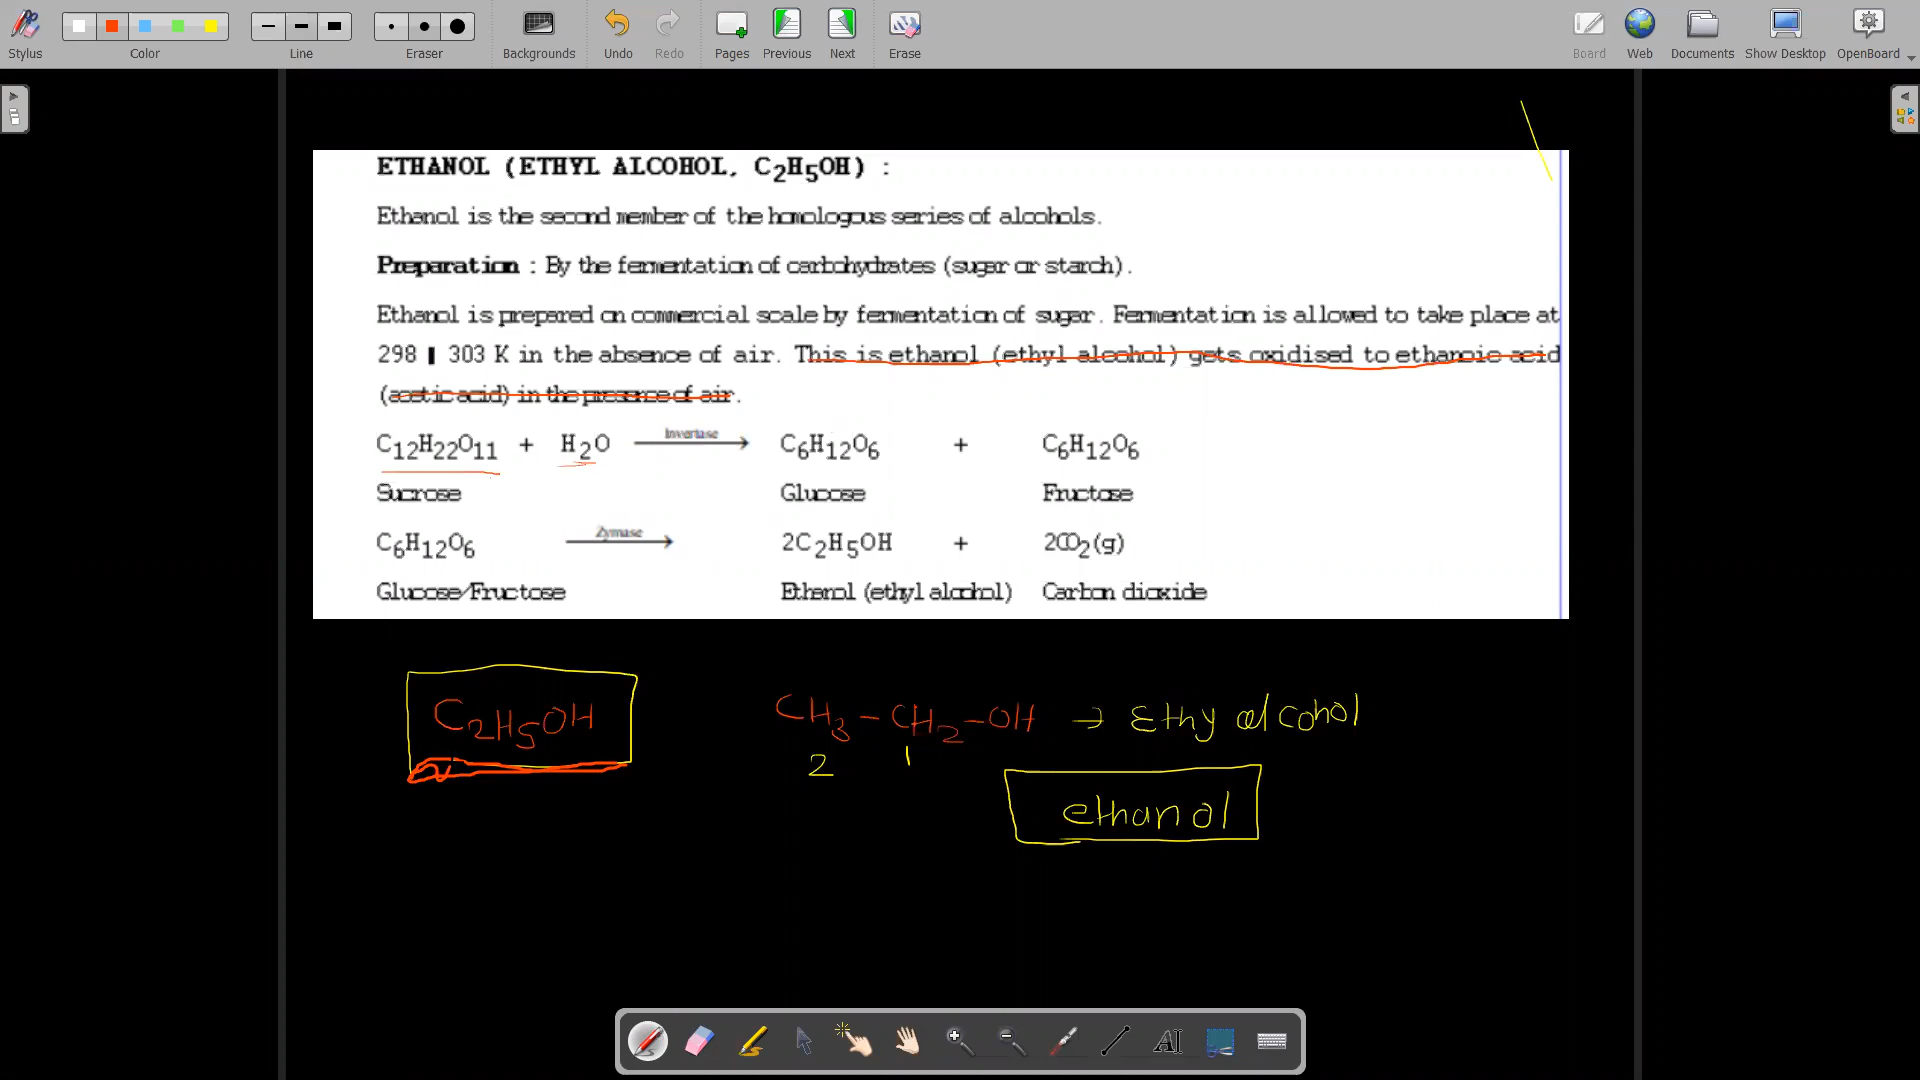 Stylus Color Line Eraser Backgrounds Undo Redo Pages Previous Next Erase Board Web Documents Show Desktop OpenBoard
ETHANOL (ETHYL ALCOHOL, C2H5OH) :
Ethanol is the second member of the homologous series of alcohols.
Preparation : By the fermentation of carbohydrates (sugar or starch).
Ethanol is prepared on commercial scale by fermentation of sugar. Fermentation is allowed to take place at
298 ‖ 303 K in the absence of air. This is ethanol (ethyl alcohol) gets oxidised to ethanoic acid
(acetic acid) in the presence of air.
C12H22O11 + H2O Invertase → C6H12O6 + C6H12O6
Sucrose Glucose Fructose
C6H12O6 Zymase → 2C2H5OH + 2CO2(g)
Glucose/Fructose Ethanol (ethyl alcohol) Carbon dioxide
C2H5OH CH3-CH2-OH → Ethy alcohol
2 1
ethanol